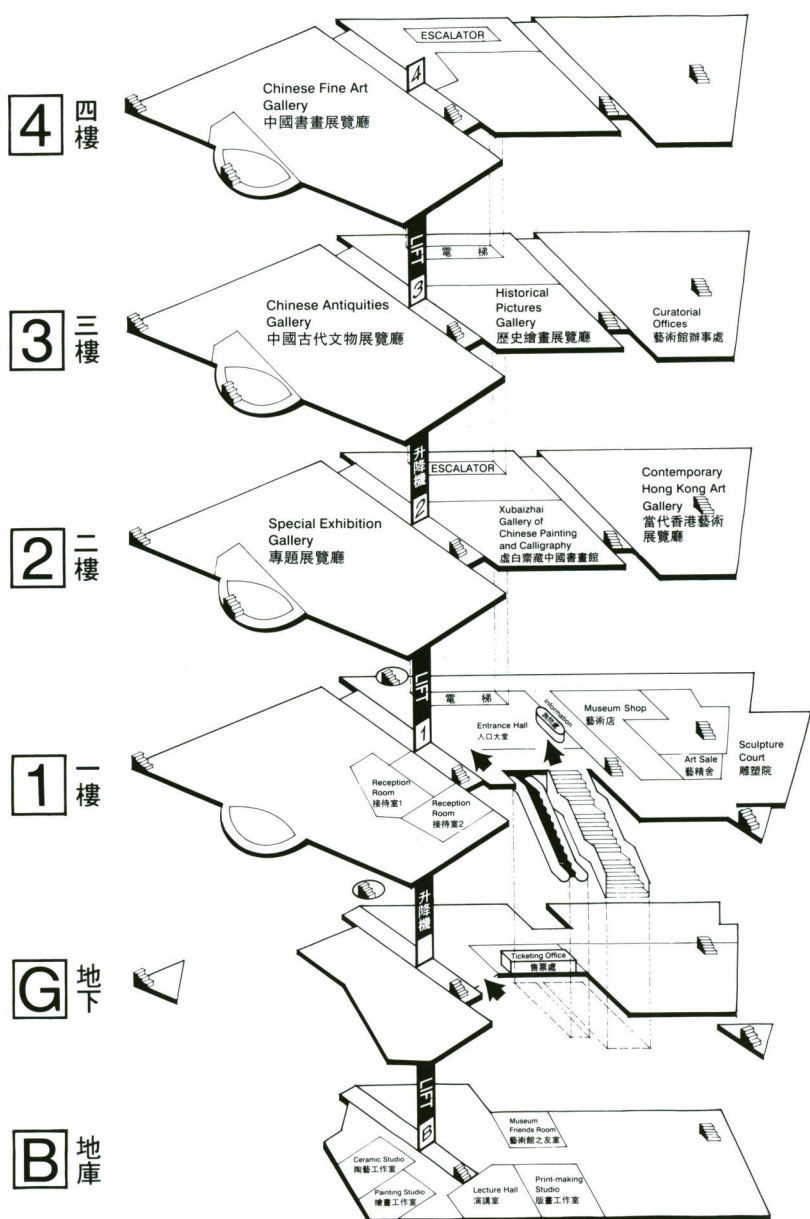 ESCALATOR
4
Chinese Fine Art
Gallery
中國書畫展覽廳
4
四樓
LIFT
電 梯
3
Chinese Antiquities
Gallery
中國古代文物展覽廳
Historical
Pictures
Gallery
歷史繪畫展覽廳
Curatorial
Offices
藝術館辦事處
3
三樓
升降機
ESCALATOR
2
Special Exhibition
Gallery
專題展覽廳
Xubaizhai
Gallery of
Chinese Painting
and Calligraphy
虛白齋藏中國書畫館
Contemporary
Hong Kong Art
Gallery
當代香港藝術
展覽廳
2
二樓
LIFT
電 梯
1
Entrance Hall
入口大堂
Information
詢問處
Museum Shop
藝術店
Art Sale
藝精舍
Sculpture
Court
雕塑院
Reception
Room
接待室1
Reception
Room
接待室2
1
一樓
升降機
Ticketing Office
售票處
G
地下
LIFT
B
Museum
Friends Room
藝術館之友室
Ceramic Studio
陶藝工作室
Painting Studio
繪畫工作室
Lecture Hall
演講室
Print-making
Studio
版畫工作室
B
地庫